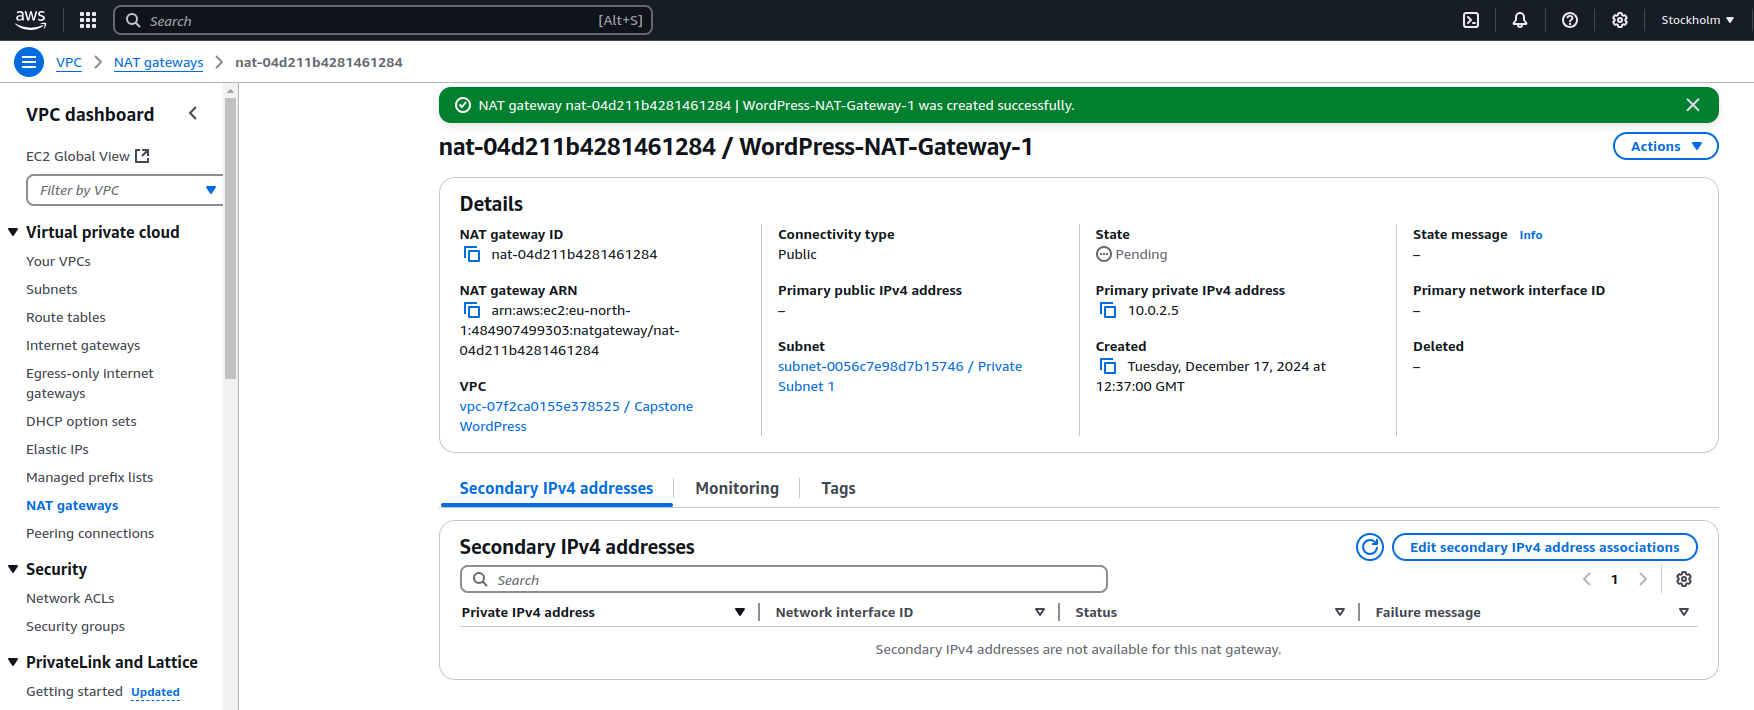 aws
Search
[Alt+S]
Stockholm
VPC
NAT gateways
nat-04d211b4281461284
VPC dashboard
EC2 Global View
Filter by VPC
Virtual private cloud
Your VPCs
Subnets
Route tables
Internet gateways
Egress-only internet
gateways
DHCP option sets
Elastic IPs
Managed prefix lists
NAT gateways
Peering connections
Security
Network ACLs
Security groups
PrivateLink and Lattice
Getting started Updated
NAT gateway nat-04d211b4281461284 | WordPress-NAT-Gateway-1 was created successfully.
nat-04d211b4281461284 / WordPress-NAT-Gateway-1
Actions
Details
NAT gateway ID
nat-04d211b4281461284
NAT gateway ARN
arn:aws:ec2:eu-north-
1:484907499303:natgateway/nat-
04d211b4281461284
VPC
vpc-07f2ca0155e378525 / Capstone
WordPress
Connectivity type
Public
Primary public IPv4 address
–
Subnet
subnet-0056c7e98d7b15746 / Private
Subnet 1
State
Pending
Primary private IPv4 address
10.0.2.5
Created
Tuesday, December 17, 2024 at
12:37:00 GMT
State message Info
–
Primary network interface ID
–
Deleted
–
Secondary IPv4 addresses
Monitoring
Tags
Secondary IPv4 addresses
Edit secondary IPv4 address associations
Search
1
Private IPv4 address
Network interface ID
Status
Failure message
Secondary IPv4 addresses are not available for this nat gateway.